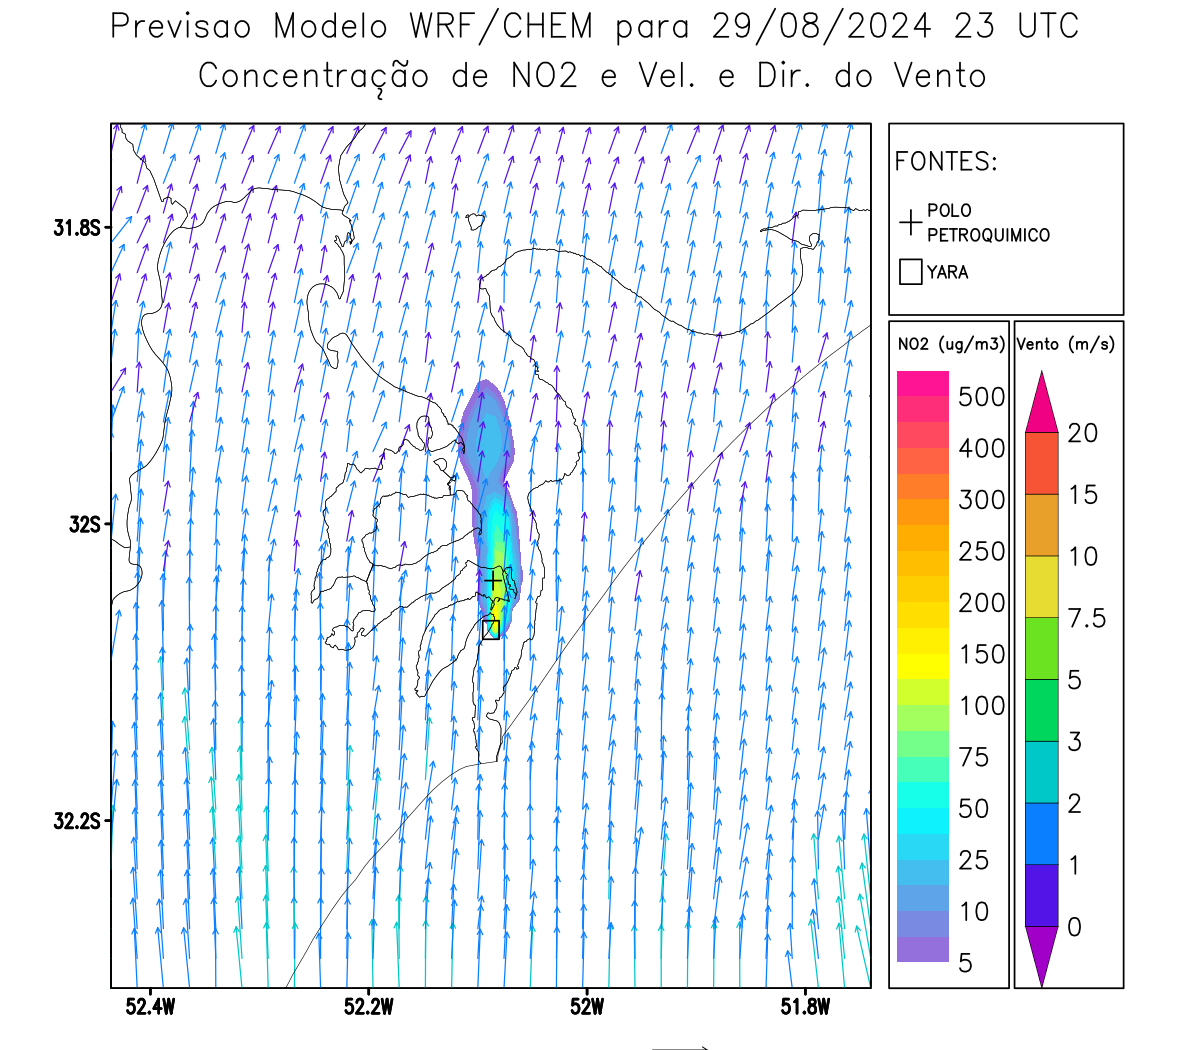 Previsao Modelo WRF/CHEM para 29/08/2024 23 UTC
Concentração de NO2 e Vel. e Dir. do Vento
FONTES:
POLO
PETROQUIMICO
YARA
31.8S
32S
32.2S
52.4W
52.2W
52W
51.8W
NO2 (ug/m3)
500
400
300
250
200
150
100
75
50
25
10
5
Vento (m/s)
20
15
10
7.5
5
3
2
1
0